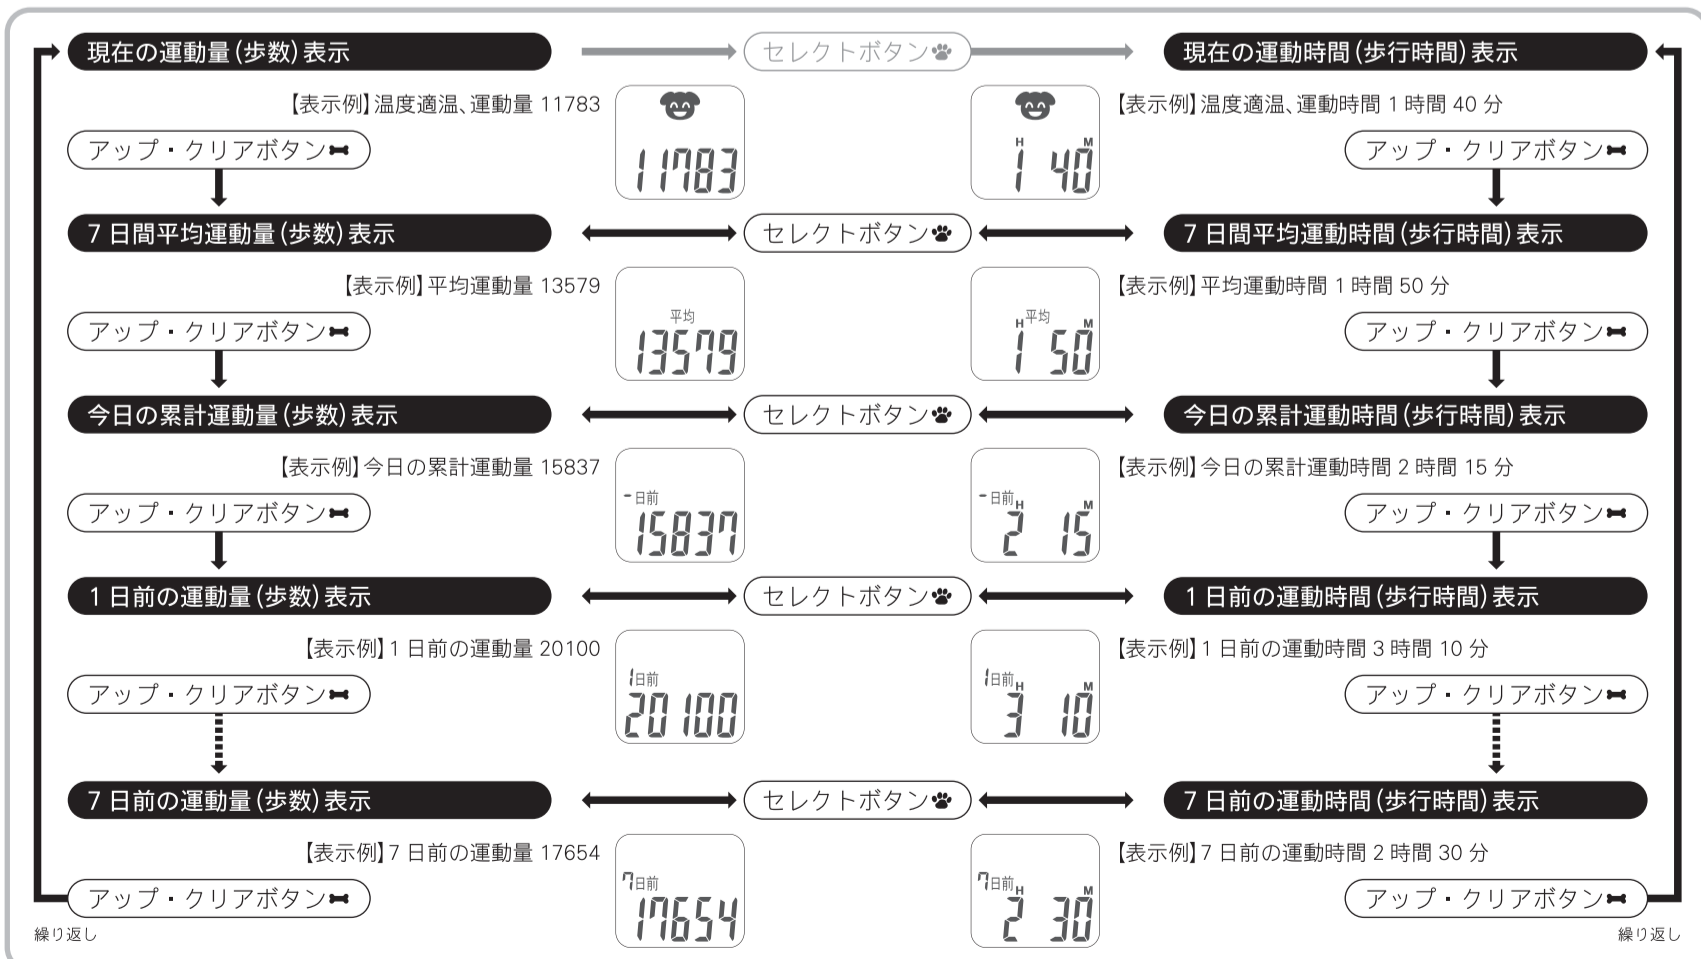 現在の運動量(歩数)表示
セレクトボタン
現在の運動時間(歩行時間)表示
【表示例】温度適温、運動量 11783
11783
H M
1 40
【表示例】温度適温、運動時間 1 時間 40 分
アップ・クリアボタン
アップ・クリアボタン
7 日間平均運動量(歩数)表示
セレクトボタン
7 日間平均運動時間(歩行時間)表示
【表示例】平均運動量 13579
平均
13579
H 平均 M
1 50
【表示例】平均運動時間 1 時間 50 分
アップ・クリアボタン
アップ・クリアボタン
今日の累計運動量(歩数)表示
セレクトボタン
今日の累計運動時間(歩行時間)表示
【表示例】今日の累計運動量 15837
-日前
15837
-日前 H M
2 15
【表示例】今日の累計運動時間 2 時間 15 分
アップ・クリアボタン
アップ・クリアボタン
1 日前の運動量(歩数)表示
セレクトボタン
1 日前の運動時間(歩行時間)表示
【表示例】1 日前の運動量 20100
1日前
20100
1日前 H M
3 10
【表示例】1 日前の運動時間 3 時間 10 分
アップ・クリアボタン
アップ・クリアボタン
7 日前の運動量(歩数)表示
セレクトボタン
7 日前の運動時間(歩行時間)表示
【表示例】7 日前の運動量 17654
7日前
17654
7日前 H M
2 30
【表示例】7 日前の運動時間 2 時間 30 分
アップ・クリアボタン
アップ・クリアボタン
繰り返し
繰り返し